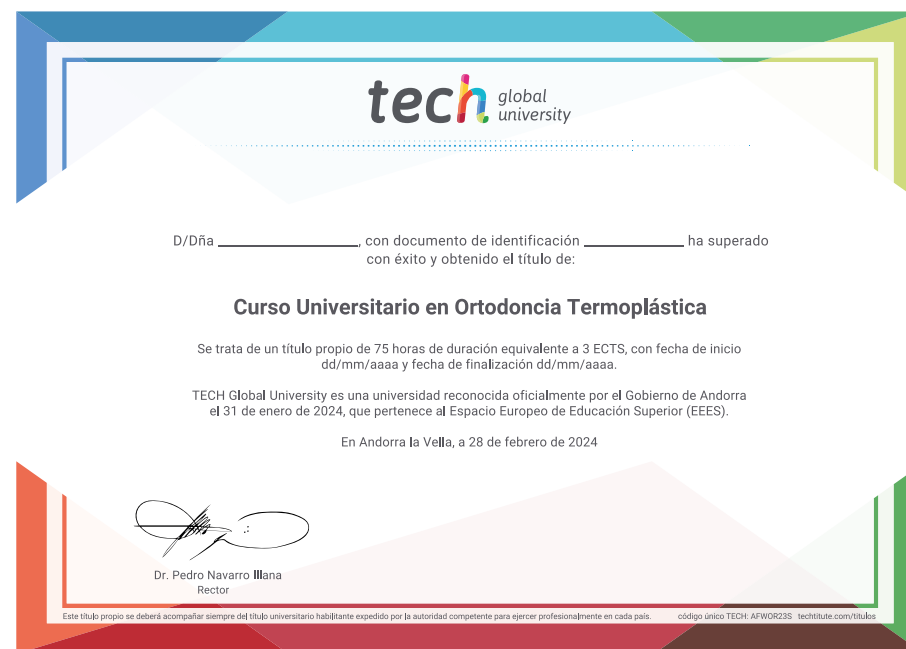 tech global
university
D/Dña ____________________, con documento de identificación ______________ ha superado
con éxito y obtenido el título de:
Curso Universitario en Ortodoncia Termoplástica
Se trata de un título propio de 75 horas de duración equivalente a 3 ECTS, con fecha de inicio
dd/mm/aaaa y fecha de finalización dd/mm/aaaa.
TECH Global University es una universidad reconocida oficialmente por el Gobierno de Andorra
el 31 de enero de 2024, que pertenece al Espacio Europeo de Educación Superior (EEES).
En Andorra la Vella, a 28 de febrero de 2024
Dr. Pedro Navarro Illana
Rector
Este título propio se deberá acompañar siempre del título universitario habilitante expedido por la autoridad competente para ejercer profesionalmente en cada país. código único TECH: AFWOR23S techtitute.com/titulos